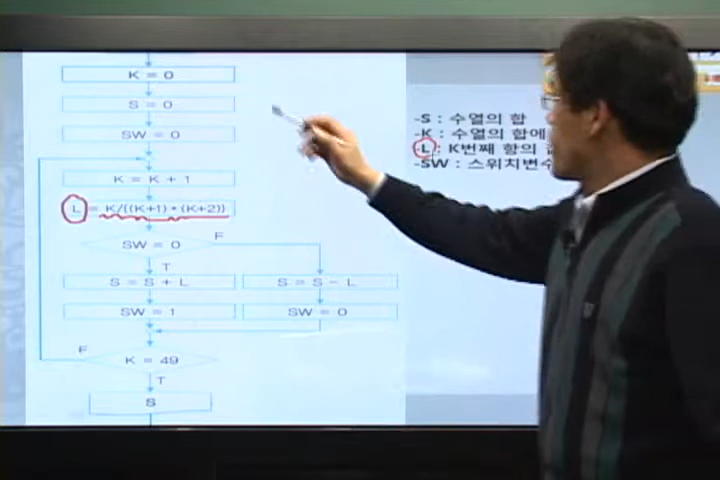 K = 0
S = 0
SW = 0
K = K + 1
L = K/((K+1)*(K+2))
SW = 0
F
T
S = S + L
S = S - L
SW = 1
SW = 0
F
K = 49
T
S
-S : 수열의 합
-K : 수열의 합에
-L : K번째 항의
-SW : 스위치변수